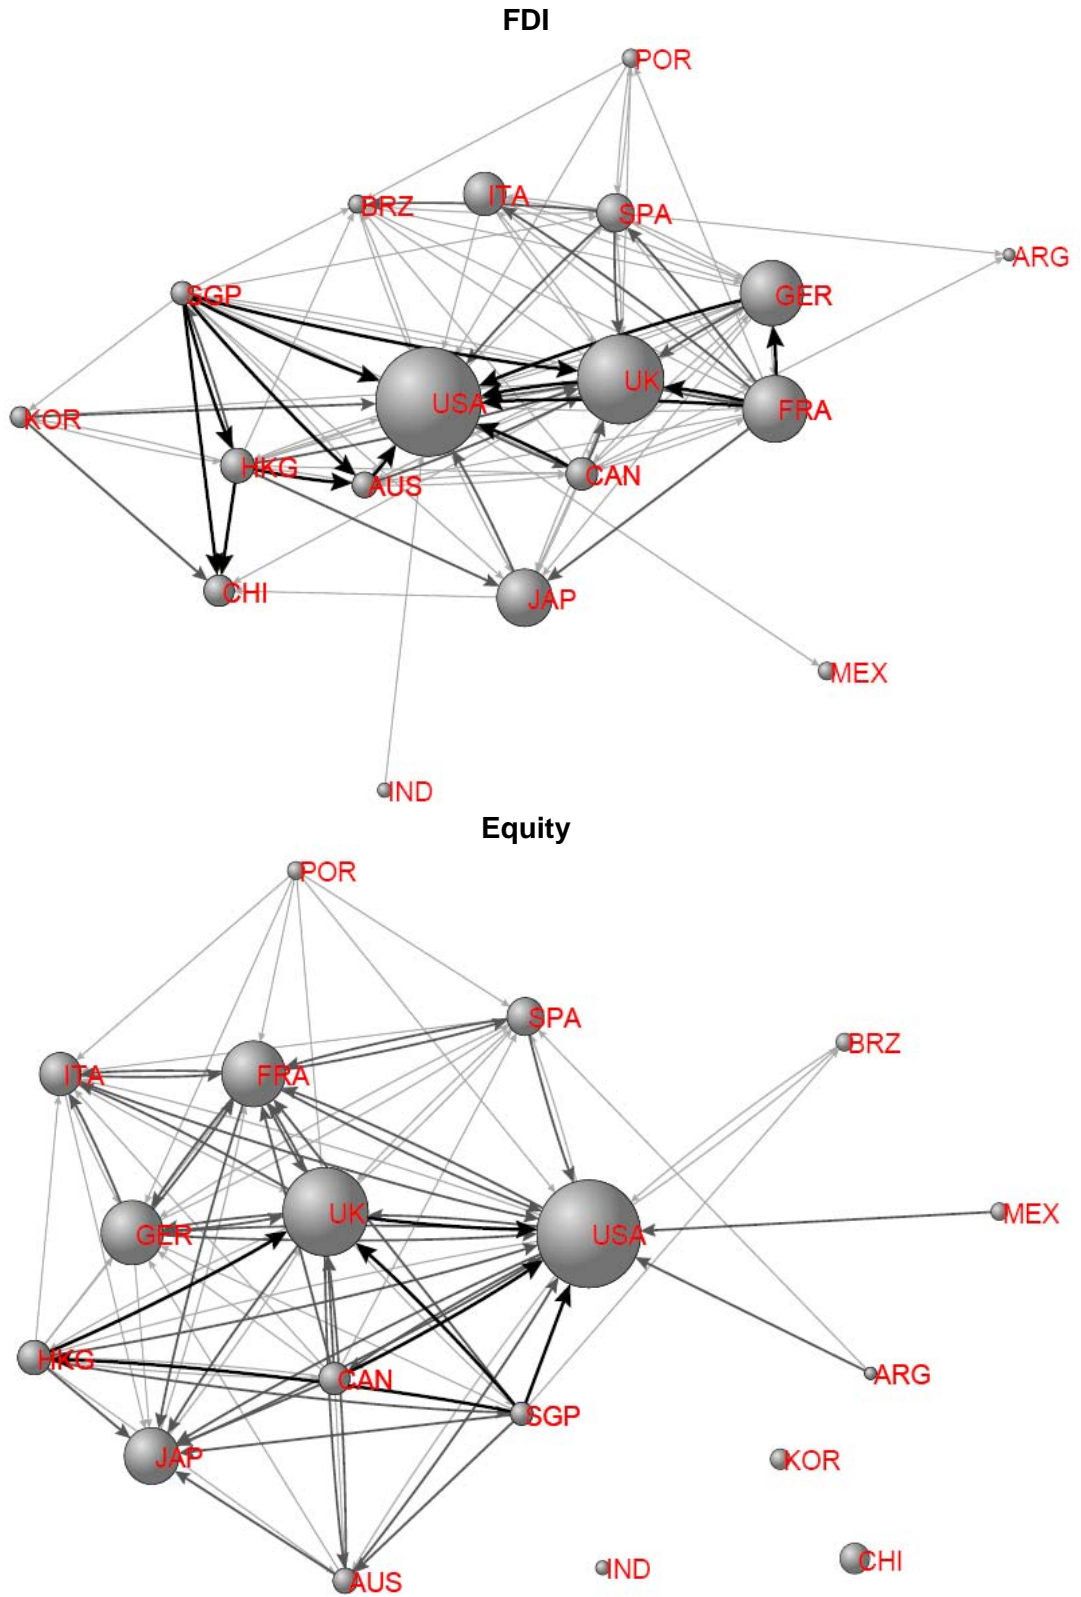 FDI
POR
ITA
BRZ
SPA
ARG
SGP
GER
UK
USA
FRA
KOR
HKG
AUS
CAN
CHI
JAP
MEX
IND
Equity
POR
SPA
BRZ
ITA
FRA
UK
MEX
GER
USA
HKG
CAN
ARG
SGP
JAP
KOR
CHI
IND
AUS